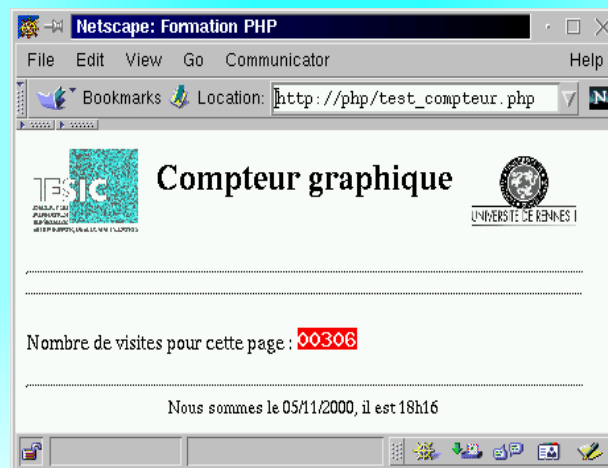 Netscape: Formation PHP
File Edit View Go Communicator Help
Bookmarks Location: http://php/test_compteur.php N
IFSIC
Compteur graphique
UNIVERSITE DE RENNES I
Nombre de visites pour cette page : 00306
Nous sommes le 05/11/2000, il est 18h16